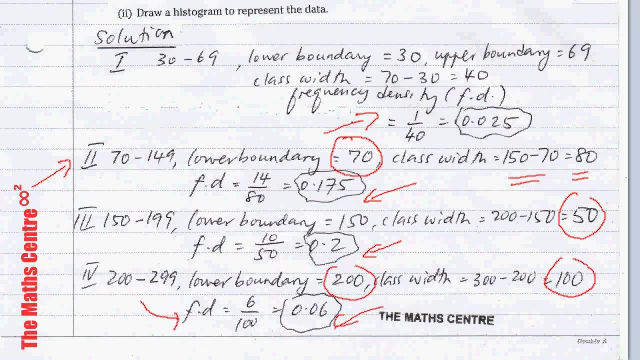 (ii) Draw a histogram to represent the data.
Solution
I 30-69, lower boundary = 30, upper boundary = 69
class width = 70-30 = 40
frequency density (f.d.)
= 1/40 = 0.025
II 70-149, lower boundary = 70, class width = 150-70 = 80
f.d = 14/80 = 0.175
III 150-199, lower boundary = 150, class width = 200-150 = 50
f.d = 10/50 = 0.2
IV 200-299, lower boundary = 200, class width = 300-200 = 100
f.d = 6/100 = 0.06
THE MATHS CENTRE
Double A
The Maths Centre ∞²